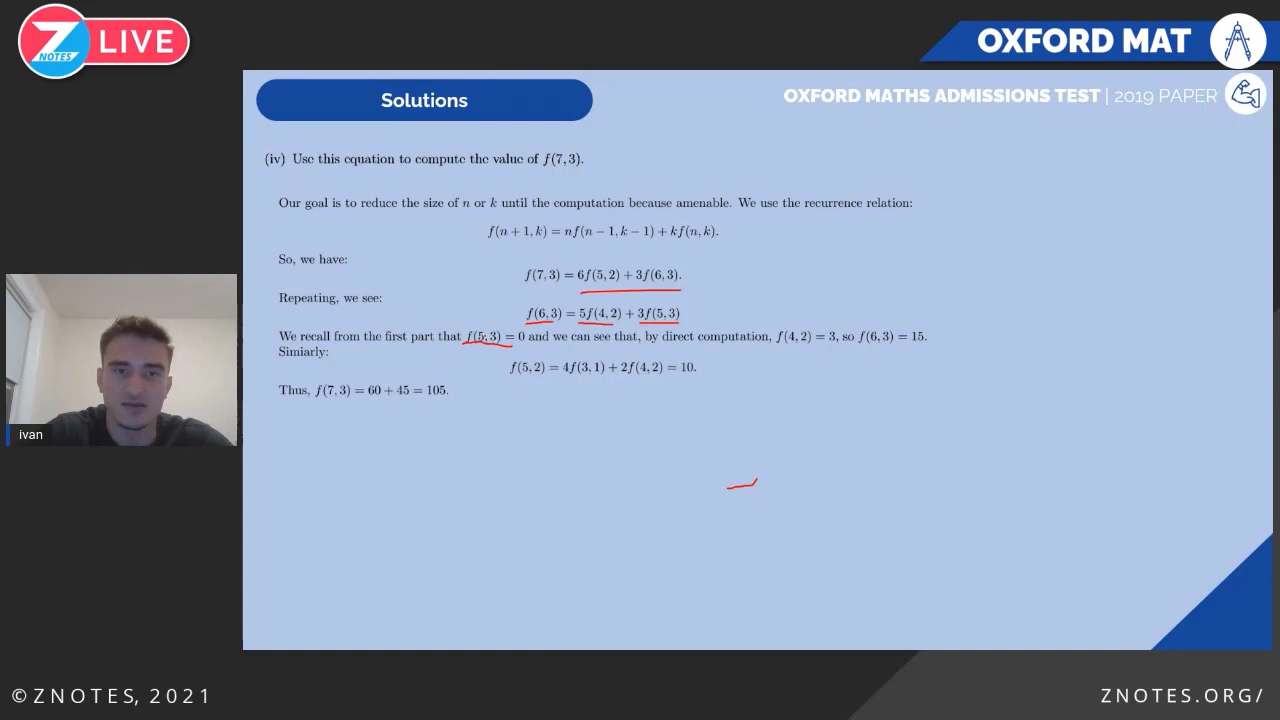 Z NOTES LIVE
OXFORD MAT
Solutions
OXFORD MATHS ADMISSIONS TEST | 2019 PAPER
(iv) Use this equation to compute the value of f(7, 3).
Our goal is to reduce the size of n or k until the computation because amenable. We use the recurrence relation:
f(n + 1, k) = nf(n − 1, k − 1) + kf(n, k).
So, we have:
f(7, 3) = 6f(5, 2) + 3f(6, 3).
Repeating, we see:
f(6, 3) = 5f(4, 2) + 3f(5, 3)
We recall from the first part that f(5, 3) = 0 and we can see that, by direct computation, f(4, 2) = 3, so f(6, 3) = 15.
Simiarly:
f(5, 2) = 4f(3, 1) + 2f(4, 2) = 10.
Thus, f(7, 3) = 60 + 45 = 105.
ivan
© ZNOTES, 2021
ZNOTES.ORG/